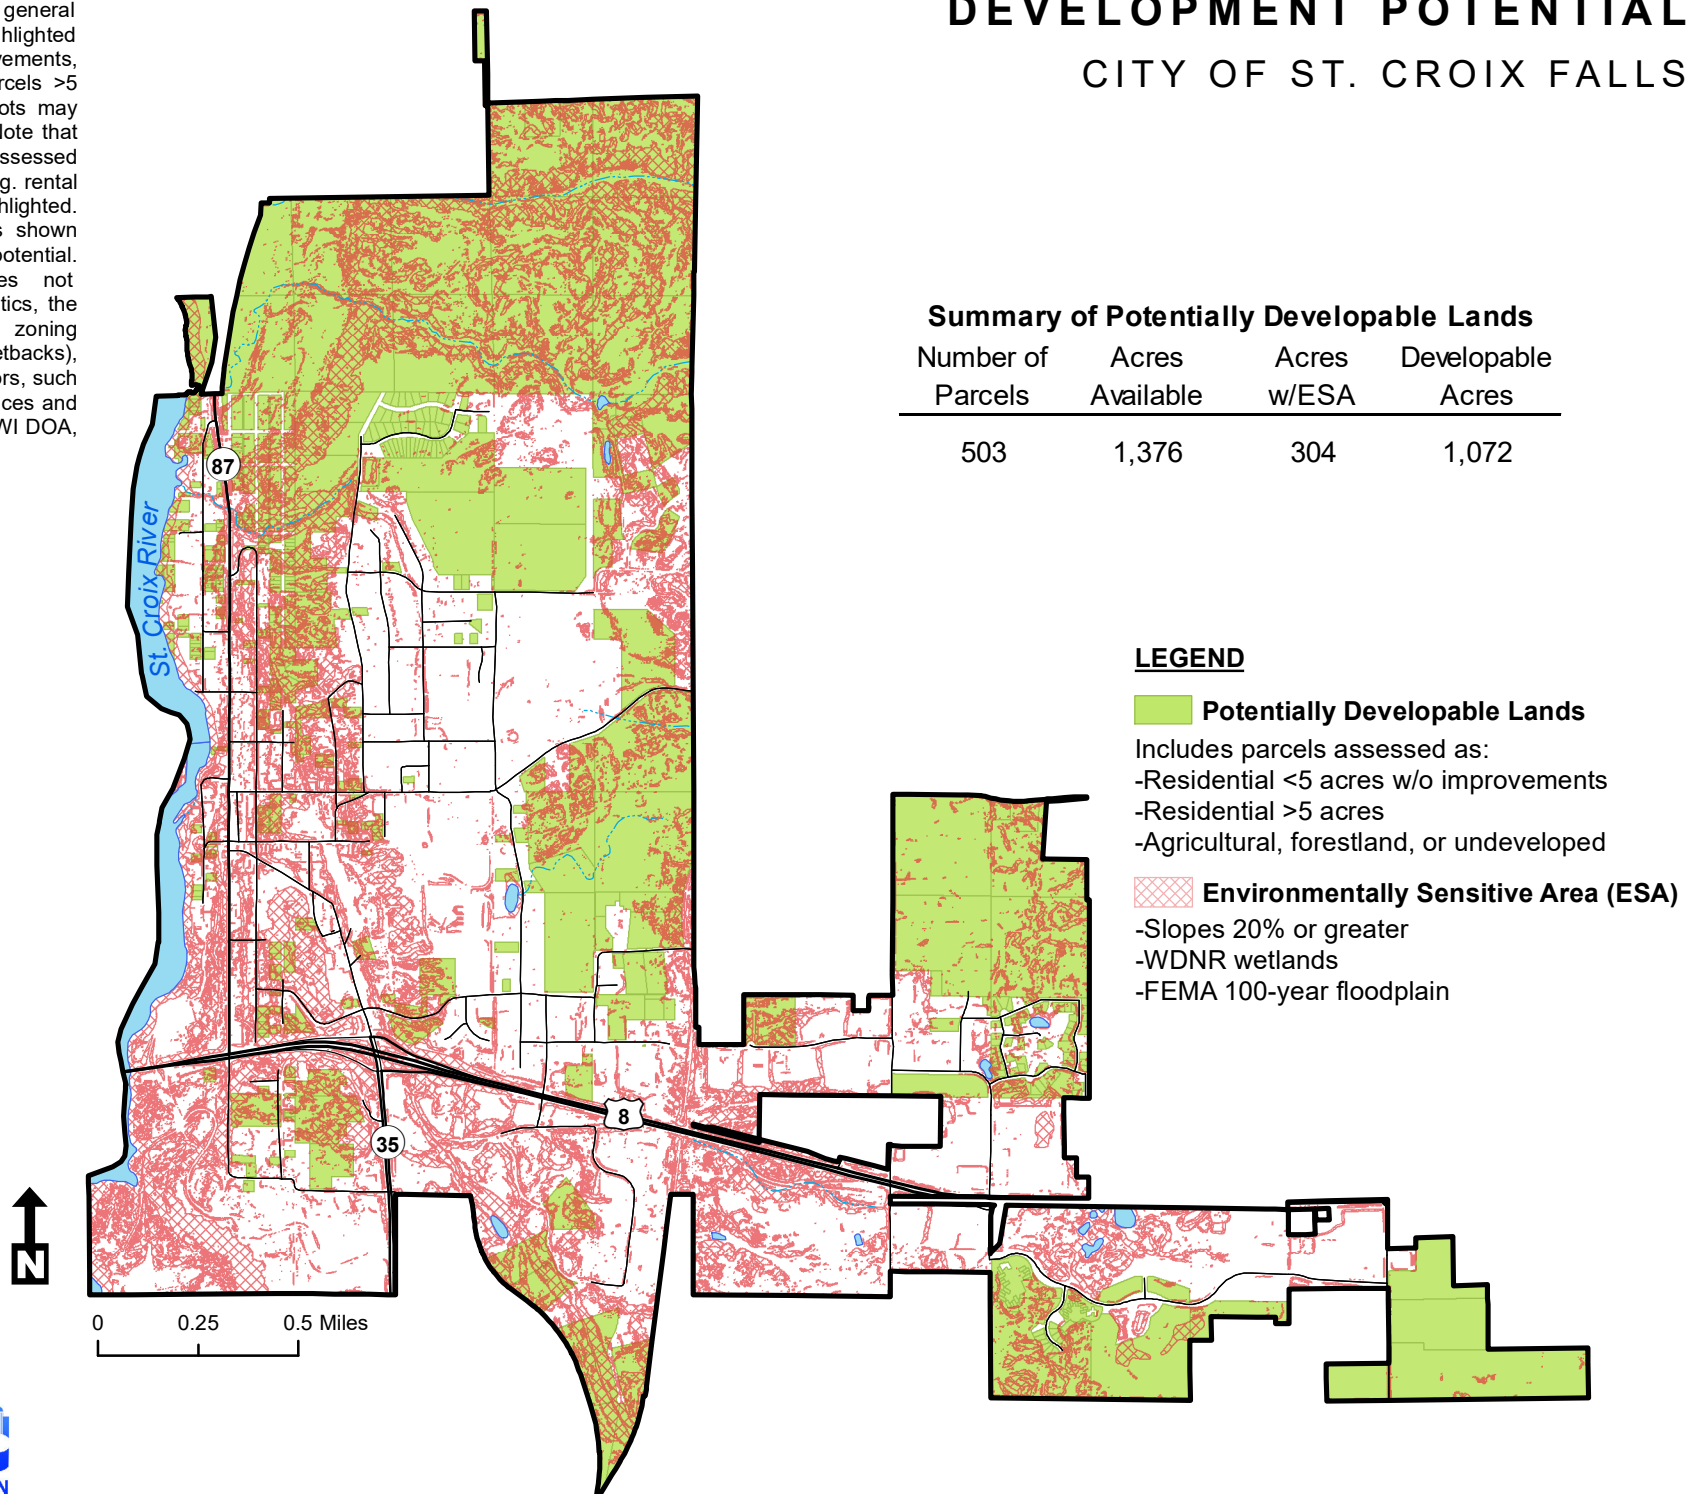 general
hlighted
vements,
rcels >5
ots may
lote that
ssessed
g. rental
hlighted.
s shown
potential.
es not
tics, the
zoning
etbacks),
ors, such
ces and
WI DOA,
DEVELOPMENT POTENTIAL
CITY OF ST. CROIX FALLS
Summary of Potentially Developable Lands
Number of Parcels Acres Available Acres w/ESA Developable Acres
503 1,376 304 1,072
87
St. Croix River
LEGEND
Potentially Developable Lands
Includes parcels assessed as:
-Residential <5 acres w/o improvements
-Residential >5 acres
-Agricultural, forestland, or undeveloped
Environmentally Sensitive Area (ESA)
-Slopes 20% or greater
-WDNR wetlands
-FEMA 100-year floodplain
8
35
N
0 0.25 0.5 Miles
N